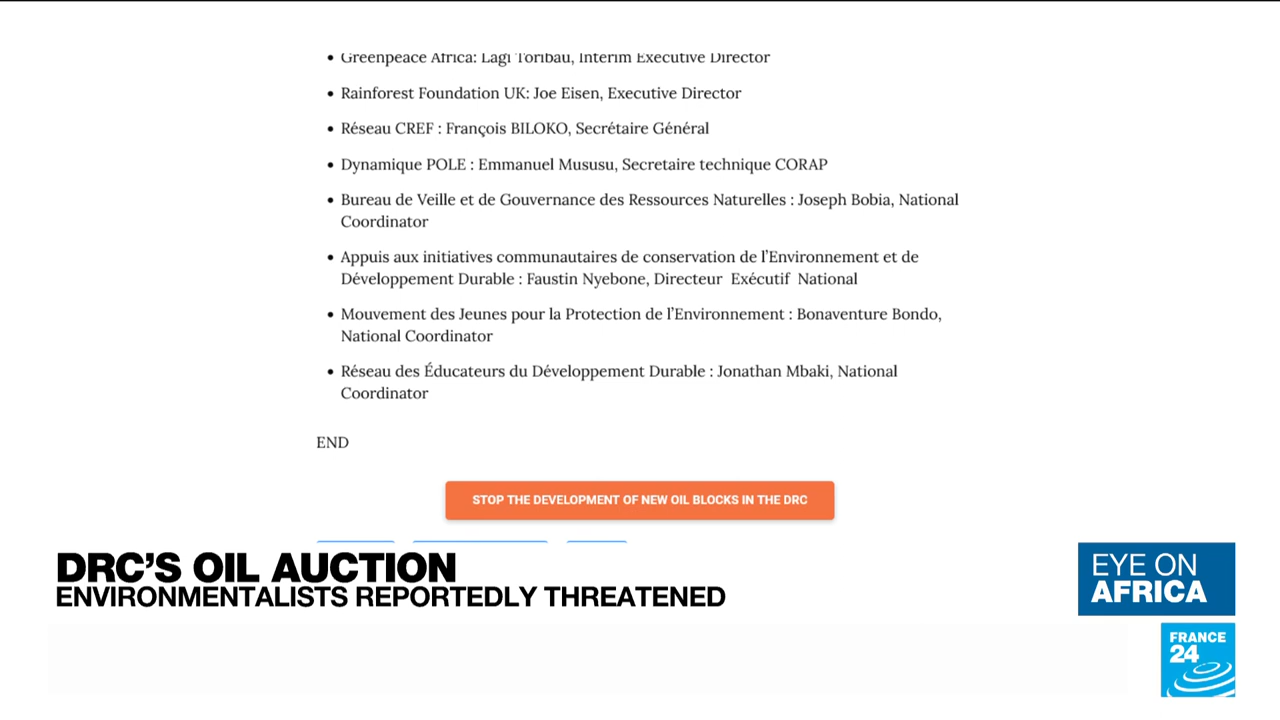 • Greenpeace Africa: Lagi Toribau, Interim Executive Director
• Rainforest Foundation UK: Joe Eisen, Executive Director
• Réseau CREF : François BILOKO, Secrétaire Général
• Dynamique POLE : Emmanuel Mususu, Secretaire technique CORAP
• Bureau de Veille et de Gouvernance des Ressources Naturelles : Joseph Bobia, National
Coordinator
• Appuis aux initiatives communautaires de conservation de l’Environnement et de
Développement Durable : Faustin Nyebone, Directeur Exécutif National
• Mouvement des Jeunes pour la Protection de l’Environnement : Bonaventure Bondo,
National Coordinator
• Réseau des Éducateurs du Développement Durable : Jonathan Mbaki, National
Coordinator
END
STOP THE DEVELOPMENT OF NEW OIL BLOCKS IN THE DRC
DRC’S OIL AUCTION
ENVIRONMENTALISTS REPORTEDLY THREATENED
EYE ON
AFRICA
FRANCE
24